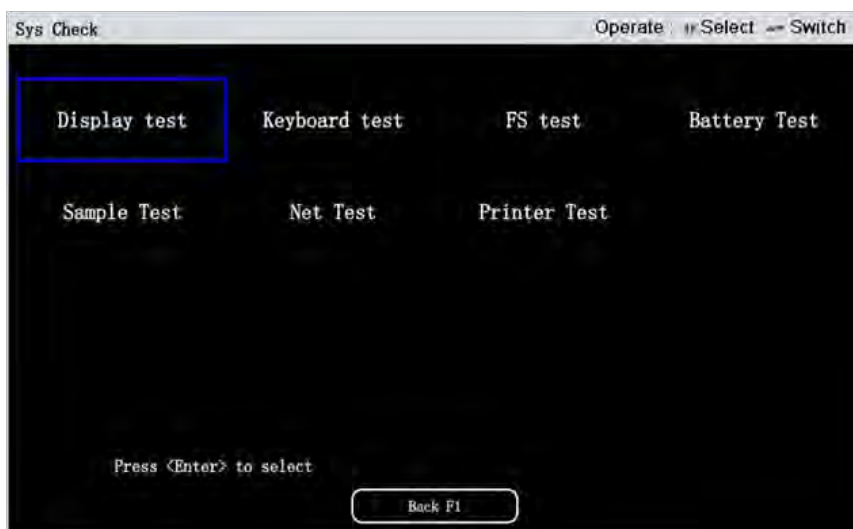 Sys Check Operate Select Switch
Display test Keyboard test FS test Battery Test
Sample Test Net Test Printer Test
Press <Enter> to select
Back F1